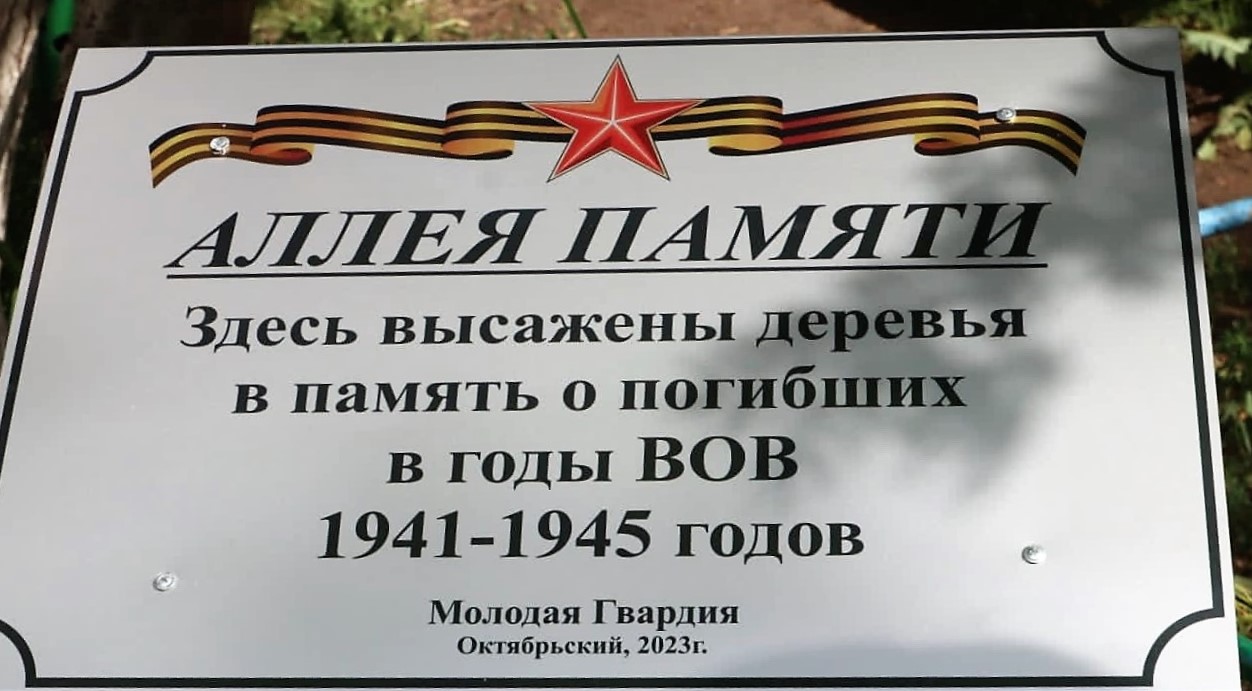 АЛЛЕЯ ПАМЯТИ
Здесь высажены деревья
в память о погибших
в годы ВОВ
1941-1945 годов
Молодая Гвардия
Октябрьский, 2023г.